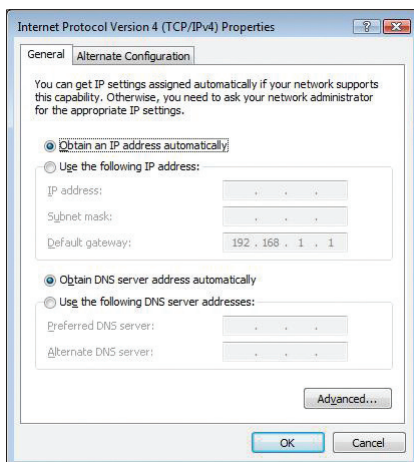 Internet Protocol Version 4 (TCP/IPv4) Properties
General Alternate Configuration
You can get IP settings assigned automatically if your network supports
this capability. Otherwise, you need to ask your network administrator
for the appropriate IP settings.
Obtain an IP address automatically
Use the following IP address:
IP address: . . .
Subnet mask: . . .
Default gateway: 192 . 168 . 1 . 1
Obtain DNS server address automatically
Use the following DNS server addresses:
Preferred DNS server: . . .
Alternate DNS server: . . .
Advanced...
OK Cancel